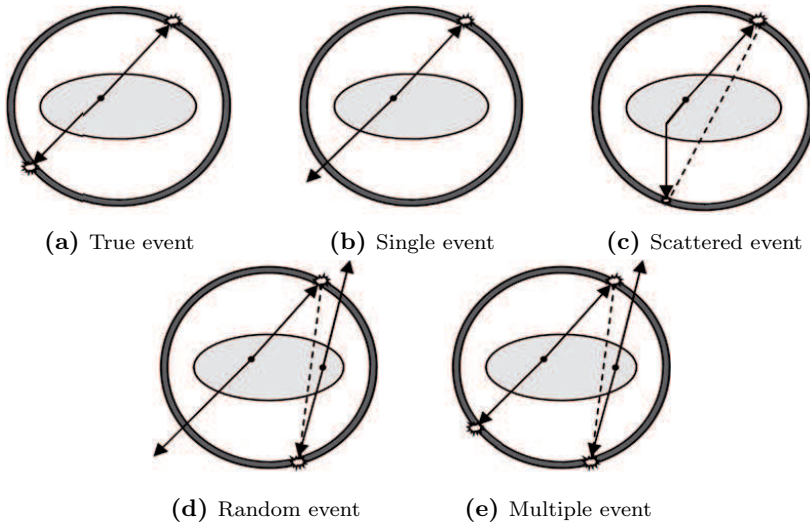 (a) True event
(b) Single event
(c) Scattered event
(d) Random event
(e) Multiple event